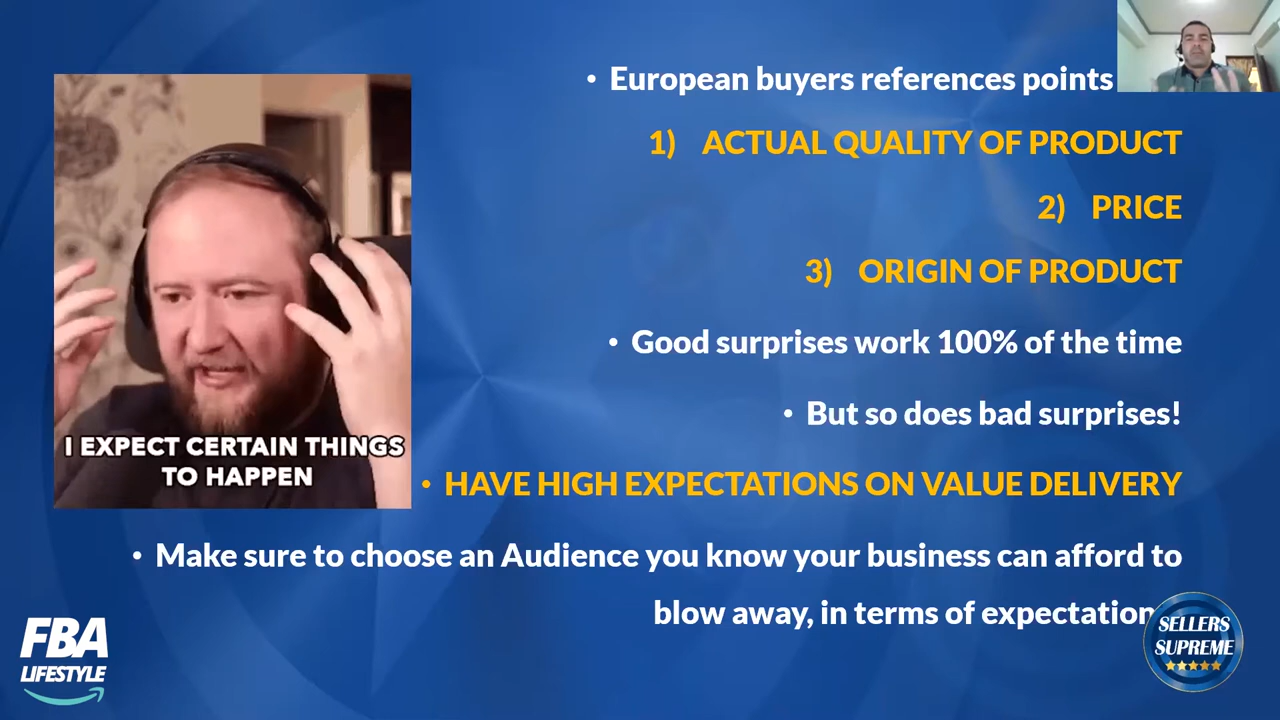 • European buyers references points
1) ACTUAL QUALITY OF PRODUCT
2) PRICE
3) ORIGIN OF PRODUCT
• Good surprises work 100% of the time
• But so does bad surprises!
I EXPECT CERTAIN THINGS
TO HAPPEN
• HAVE HIGH EXPECTATIONS ON VALUE DELIVERY
• Make sure to choose an Audience you know your business can afford to
blow away, in terms of expectation
FBA
LIFESTYLE
SELLERS
SUPREME